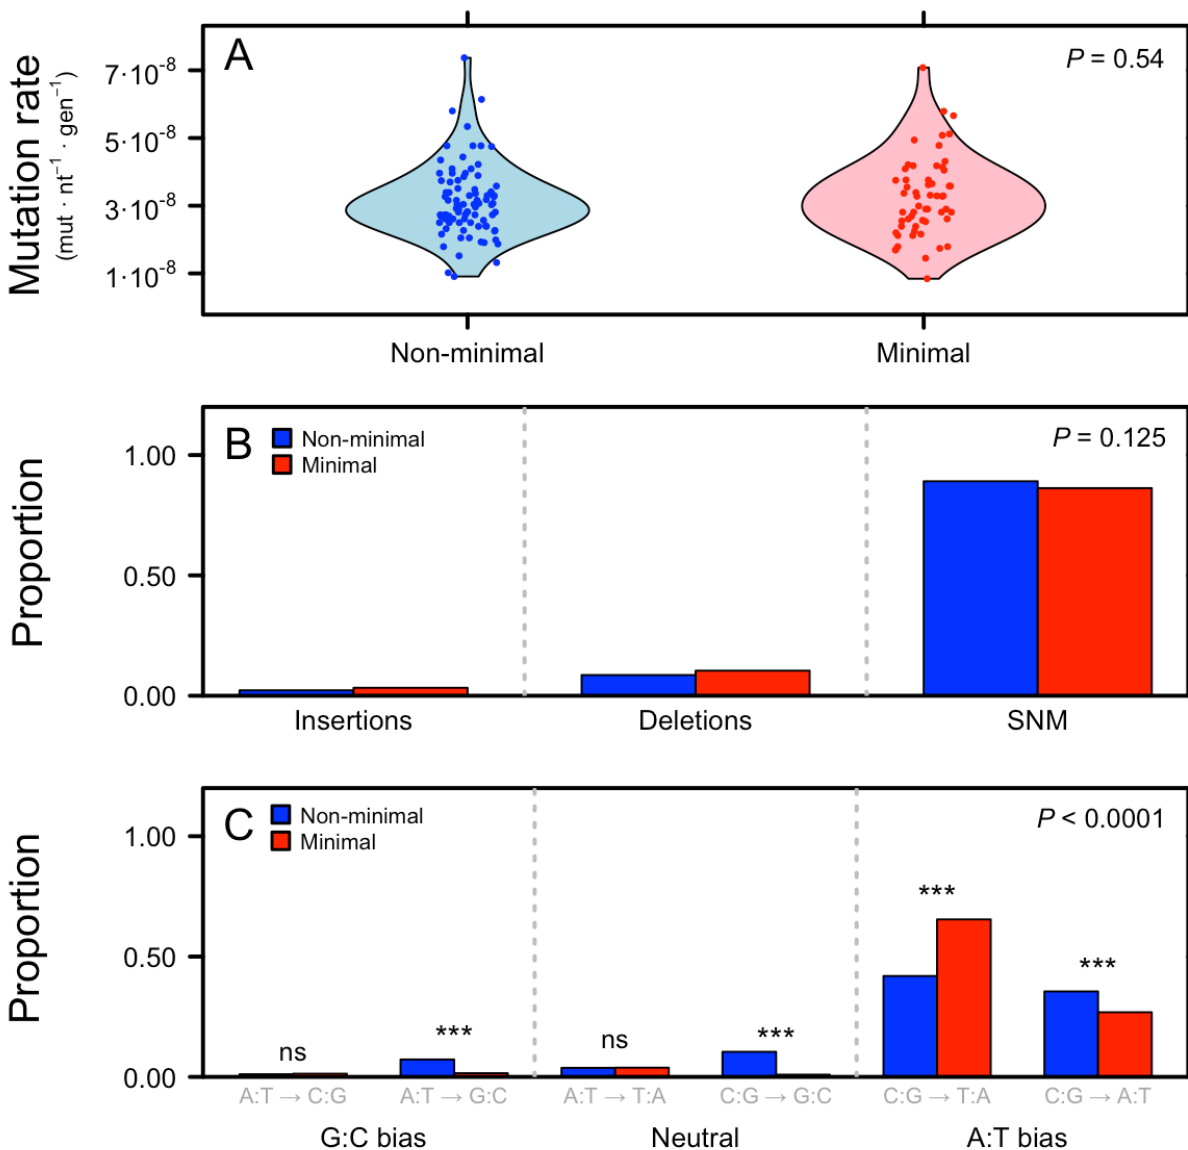 A
P = 0.54
Mutation rate
(mut · nt⁻¹ · gen⁻¹)
7·10⁻⁸
5·10⁻⁸
3·10⁻⁸
1·10⁻⁸
Non-minimal
Minimal
B
Non-minimal
Minimal
P = 0.125
Proportion
1.00
0.50
0.00
Insertions
Deletions
SNM
C
Non-minimal
Minimal
P < 0.0001
Proportion
1.00
0.50
0.00
ns
***
ns
***
***
***
A:T → C:G
A:T → G:C
A:T → T:A
C:G → G:C
C:G → T:A
C:G → A:T
G:C bias
Neutral
A:T bias